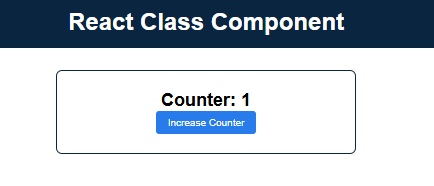 React Class Component
Counter: 1
Increase Counter